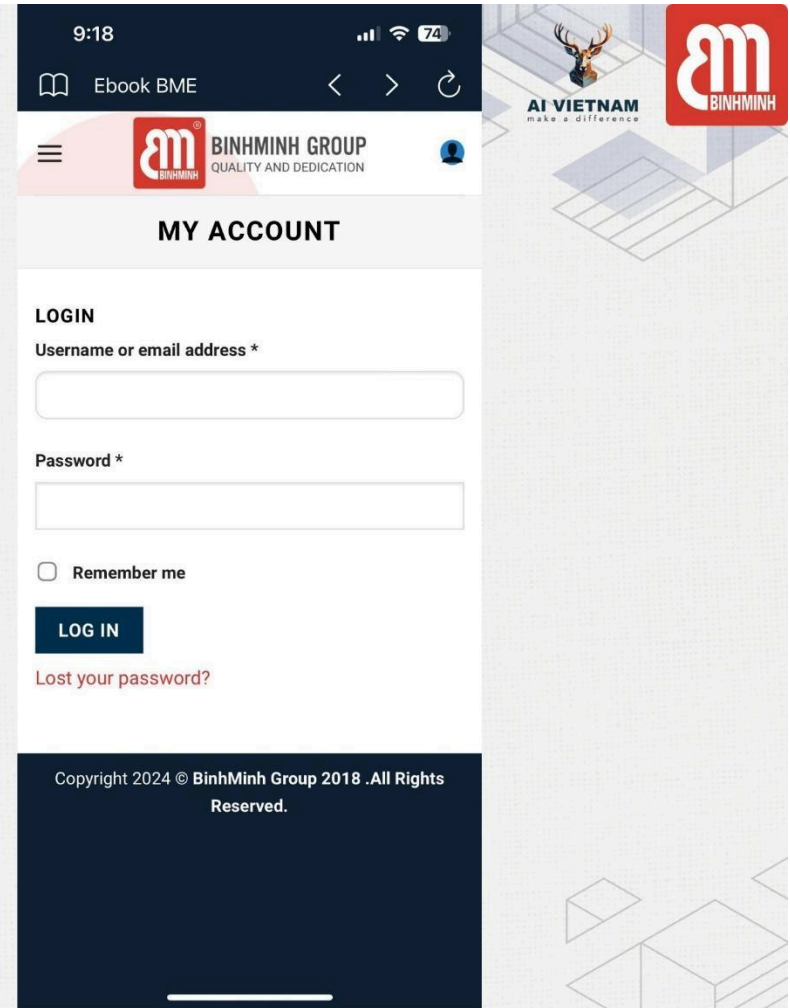 9:18
74
Ebook BME
BINHMINH
®
BINHMINH GROUP
QUALITY AND DEDICATION
MY ACCOUNT
LOGIN
Username or email address *
Password *
Remember me
LOG IN
Lost your password?
Copyright 2024 © BinhMinh Group 2018 .All Rights
Reserved.
AI VIETNAM
make a difference
BINHMINH